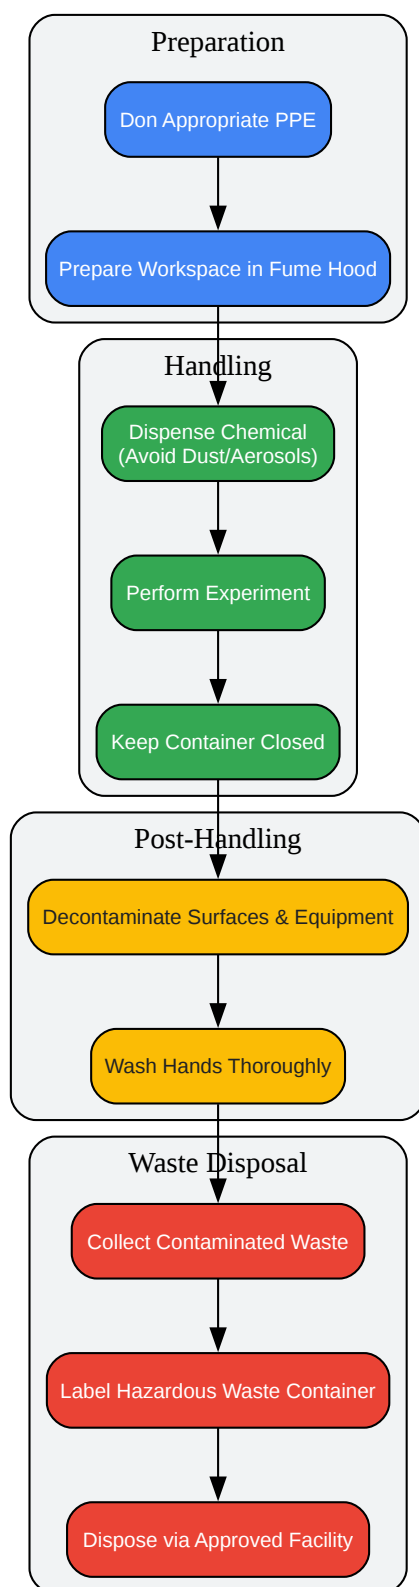 Preparation
Don Appropriate PPE
Prepare Workspace in Fume Hood
Handling
Dispense Chemical
(Avoid Dust/Aerosols)
Perform Experiment
Keep Container Closed
Post-Handling
Decontaminate Surfaces & Equipment
Wash Hands Thoroughly
Waste Disposal
Collect Contaminated Waste
Label Hazardous Waste Container
Dispose via Approved Facility